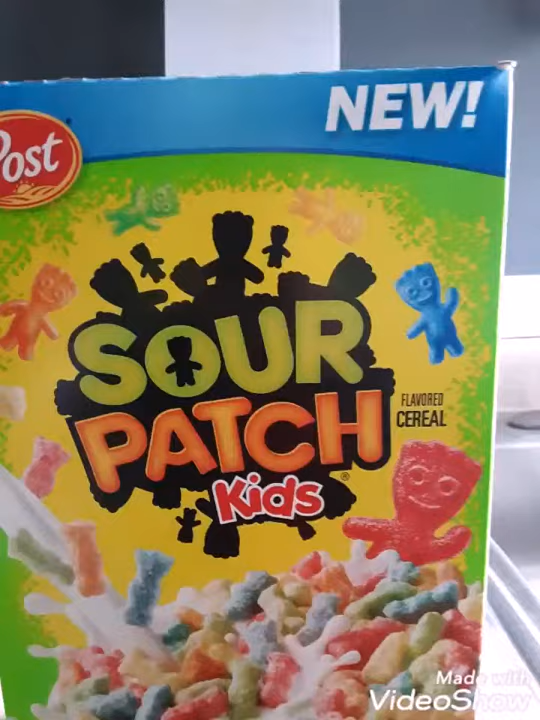 NEW!
Post
SOUR
PATCH
Kids®
FLAVORED
CEREAL
Made with
VideoShow